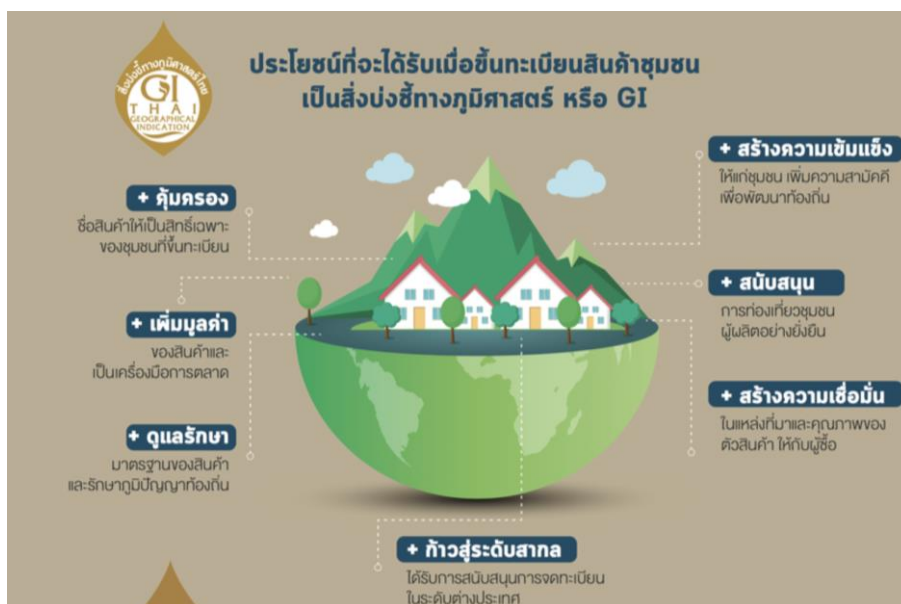 สิ่งบ่งชี้ทางภูมิศาสตร์ไทย
GI
THAI
GEOGRAPHICAL
INDICATION
ประโยชน์ที่จะได้รับเมื่อขึ้นทะเบียนสินค้าชุมชน
เป็นสิ่งบ่งชี้ทางภูมิศาสตร์ หรือ GI
+ คุ้มครอง
ชื่อสินค้าให้เป็นสิทธิ์เฉพาะ
ของชุมชนที่ขึ้นทะเบียน
+ เพิ่มมูลค่า
ของสินค้าและ
เป็นเครื่องมือการตลาด
+ ดูแลรักษา
มาตรฐานของสินค้า
และรักษาภูมิปัญญาท้องถิ่น
+ สร้างความเข้มแข็ง
ให้แก่ชุมชน เพิ่มความสามัคคี
เพื่อพัฒนาท้องถิ่น
+ สนับสนุน
การท่องเที่ยวชุมชน
ผู้ผลิตอย่างยั่งยืน
+ สร้างความเชื่อมั่น
ในแหล่งที่มาและคุณภาพของ
ตัวสินค้า ให้กับผู้ซื้อ
+ ก้าวสู่ระดับสากล
ได้รับการสนับสนุนการจดทะเบียน
ในระดับต่างประเทศ